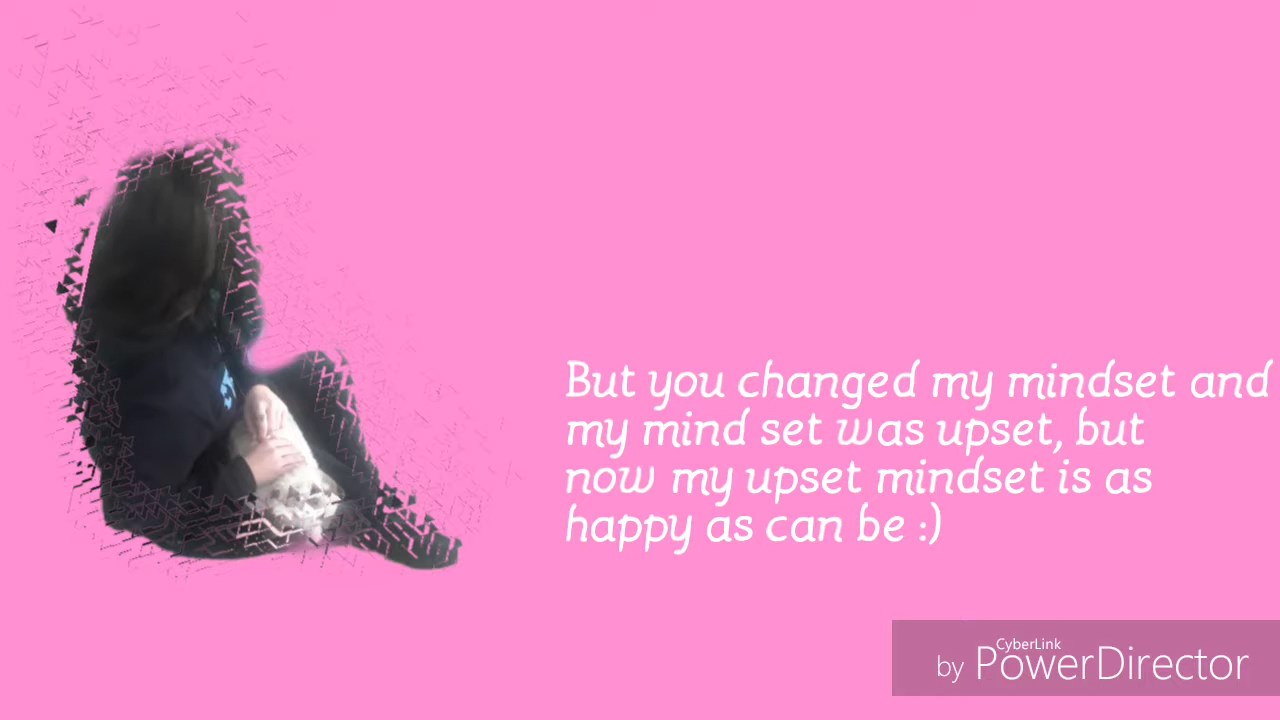 But you changed my mindset and
my mind set was upset, but
now my upset mindset is as
happy as can be :)
CyberLink
by PowerDirector